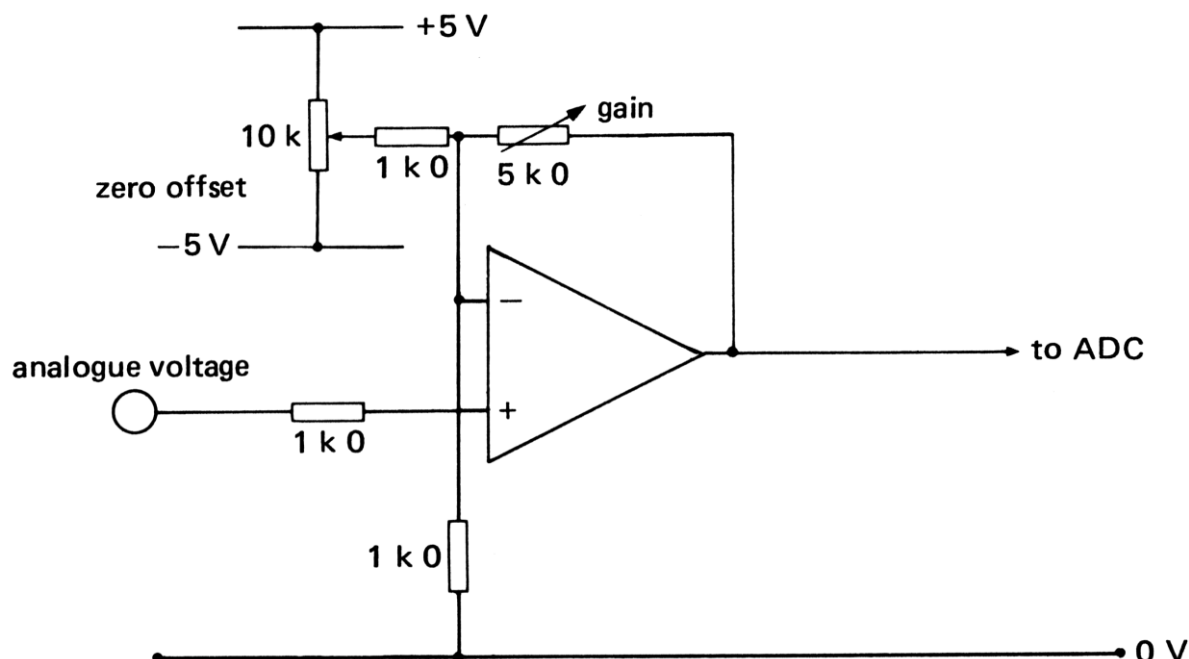 +5 V
gain
10 k
1 k 0
5 k 0
zero offset
−5 V
−
analogue voltage
to ADC
+
1 k 0
1 k 0
0 V